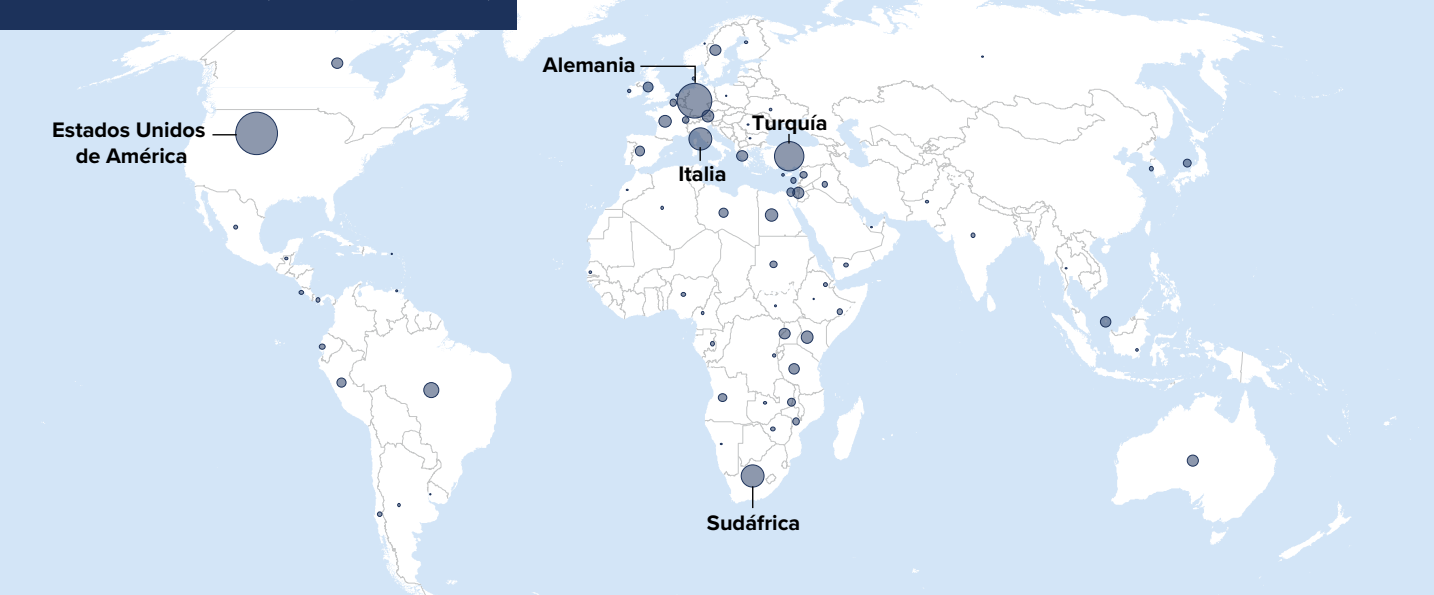 Alemania
Estados Unidos
de América
Turquía
Italia
Sudáfrica